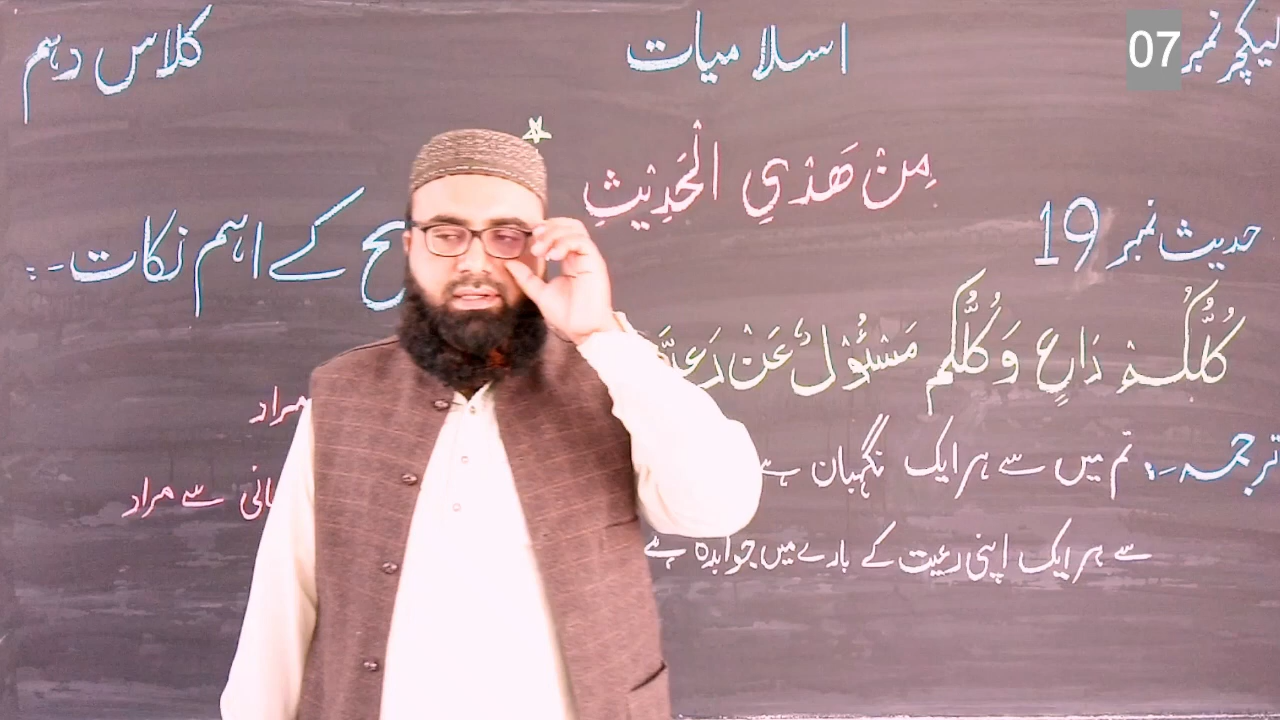 لیکچر نمبر 07
اسلامیات
کلاس دہم
مِنْ هَدْيِ الْحَدِيْثِ
حدیث نمبر 19
كُلُّكُمْ رَاعٍ وَكُلُّكُم مَسْئُوْلٌ عَنْ
ترجمہ:۔ تم میں سے ہر ایک نگہبان ہے
سے ہر ایک اپنی رعیت کے بارے میں جوابدہ ہے
کے اہم نکات :۔
مراد
سے مراد